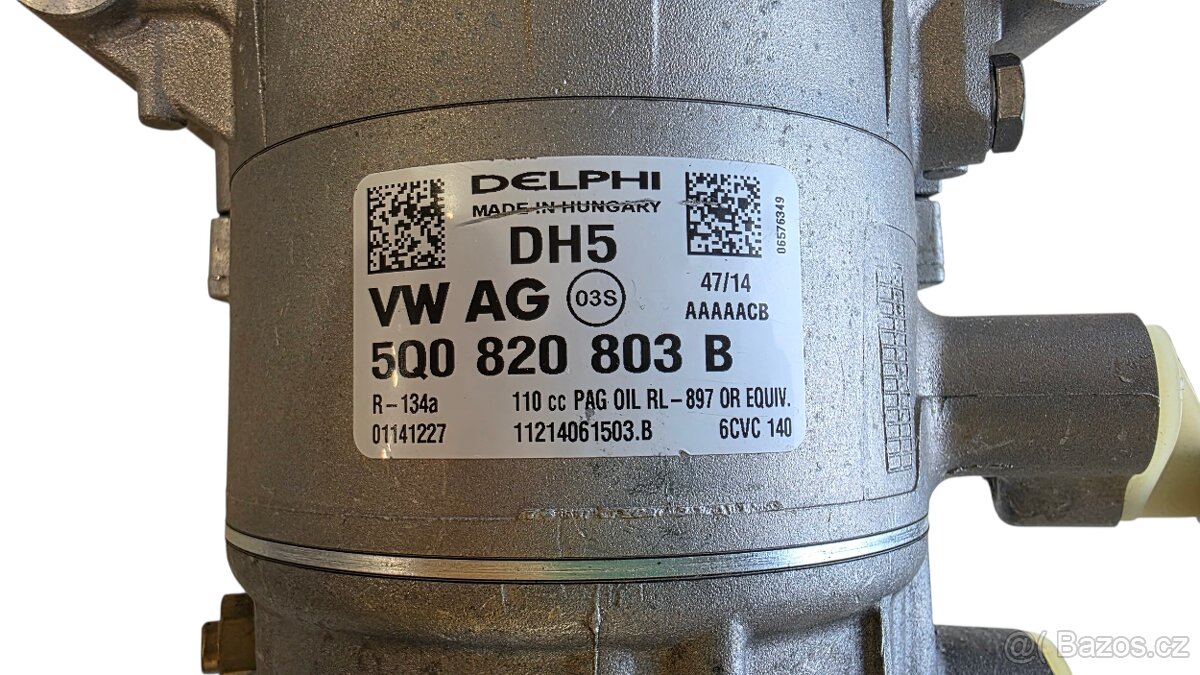 DELPHI
MADE IN HUNGARY
DH5
06576349
VW AG 03S
47/14
AAAAACB
5Q0 820 803 B
R-134a 110 cc PAG OIL RL-897 OR EQUIV.
01141227 11214061503.B 6CVC 140
Bazos.cz